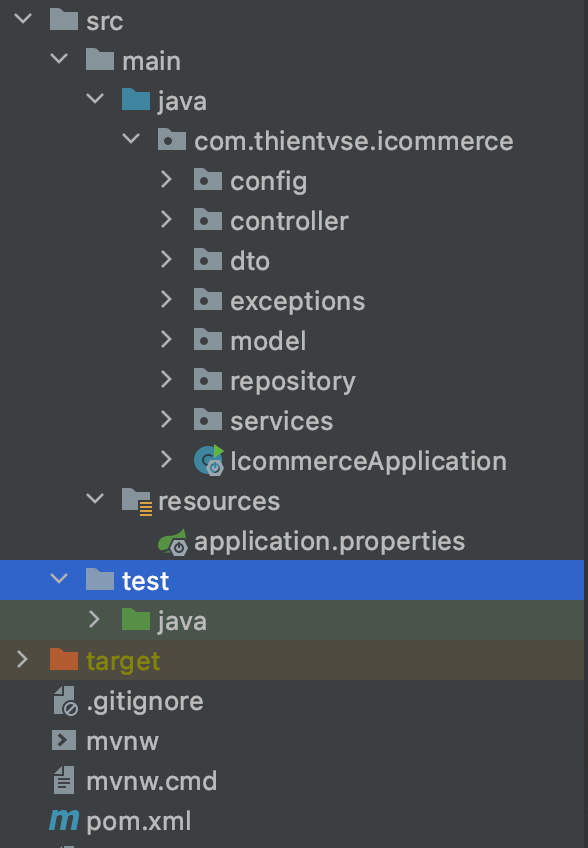 src
main
java
com.thientvse.icommerce
config
controller
dto
exceptions
model
repository
services
IcommerceApplication
resources
application.properties
test
java
target
.gitignore
mvnw
mvnw.cmd
pom.xml